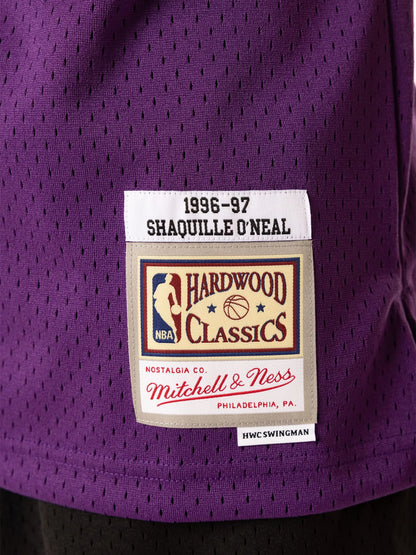 1996-97
SHAQUILLE O'NEAL
NBA
HARDWOOD
CLASSICS
NOSTALGIA CO.
Mitchell & Ness
PHILADELPHIA, PA.
HWC SWINGMAN